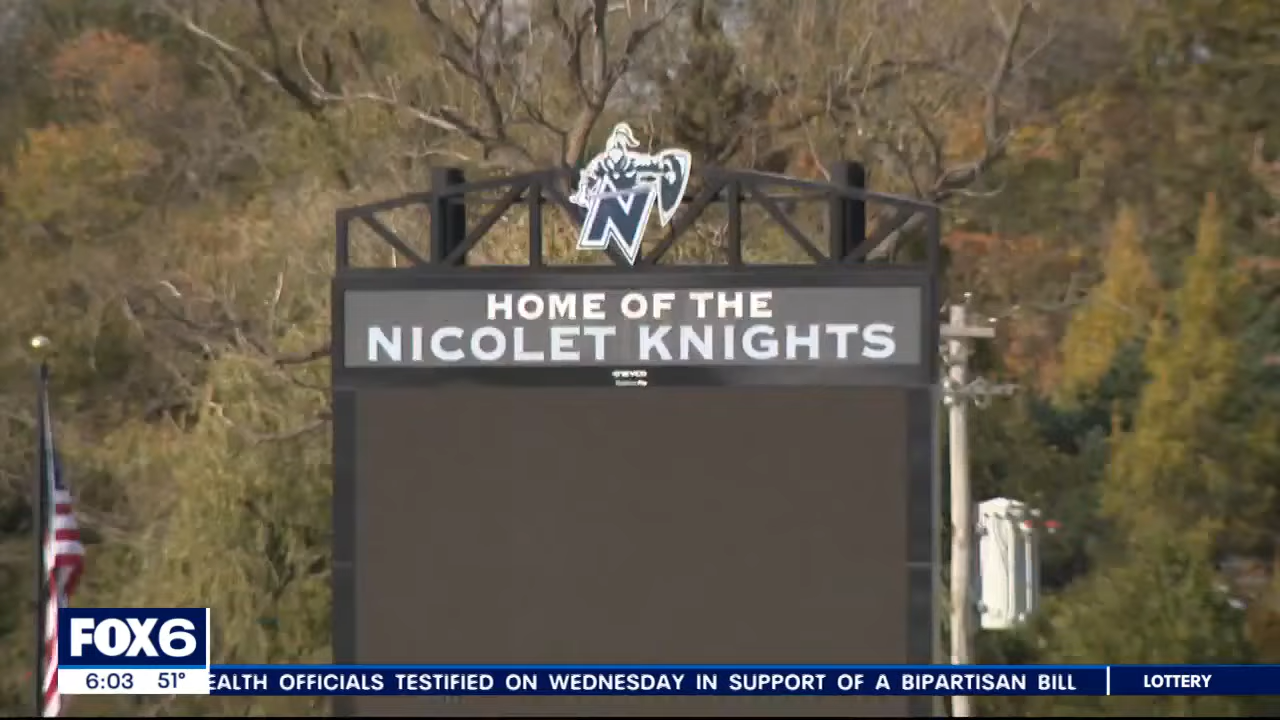 N
HOME OF THE
NICOLET KNIGHTS
FOX6
6:03 51° EALTH OFFICIALS TESTIFIED ON WEDNESDAY IN SUPPORT OF A BIPARTISAN BILL LOTTERY